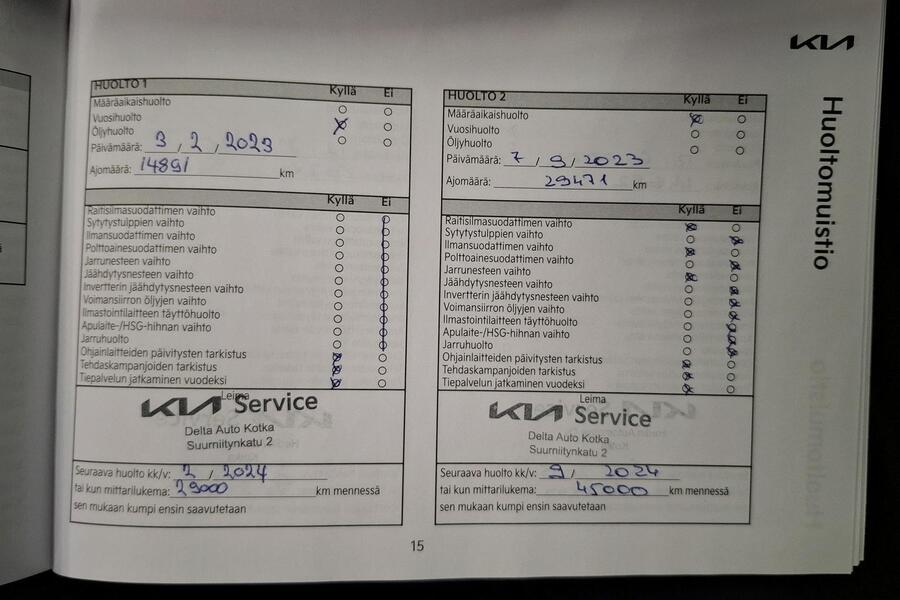 KIA
Huoltomuistio
HUOLTO 1
Kyllä Ei
Määräaikaishuolto
Vuosihuolto
Öljyhuolto
Päivämäärä: 3 / 2 / 2023
Ajomäärä: 14891 km
Kyllä Ei
Raitisilmasuodattimen vaihto
Sytytystulppien vaihto
Ilmansuodattimen vaihto
Polttoainesuodattimen vaihto
Jarrunesteen vaihto
Jäähdytysnesteen vaihto
Invertterin jäähdytysnesteen vaihto
Voimansiirron öljyjen vaihto
Ilmastointilaitteen täyttöhuolto
Apulaite-/HSG-hihnan vaihto
Jarruhuolto
Ohjainlaitteiden päivitysten tarkistus
Tehdaskampanjoiden tarkistus
Tiepalvelun jatkaminen vuodeksi
Leima
KIA Service
Delta Auto Kotka
Suurniitynkatu 2
Seuraava huolto kk/v: 2 / 2024
tai kun mittarilukema: 29000 km mennessä
sen mukaan kumpi ensin saavutetaan
HUOLTO 2
Kyllä Ei
Määräaikaishuolto
Vuosihuolto
Öljyhuolto
Päivämäärä: 7 / 9 / 2023
Ajomäärä: 29471 km
Kyllä Ei
Raitisilmasuodattimen vaihto
Sytytystulppien vaihto
Ilmansuodattimen vaihto
Polttoainesuodattimen vaihto
Jarrunesteen vaihto
Jäähdytysnesteen vaihto
Invertterin jäähdytysnesteen vaihto
Voimansiirron öljyjen vaihto
Ilmastointilaitteen täyttöhuolto
Apulaite-/HSG-hihnan vaihto
Jarruhuolto
Ohjainlaitteiden päivitysten tarkistus
Tehdaskampanjoiden tarkistus
Tiepalvelun jatkaminen vuodeksi
Leima
KIA Service
Delta Auto Kotka
Suurniitynkatu 2
Seuraava huolto kk/v: 9 / 2024
tai kun mittarilukema: 45000 km mennessä
sen mukaan kumpi ensin saavutetaan
15